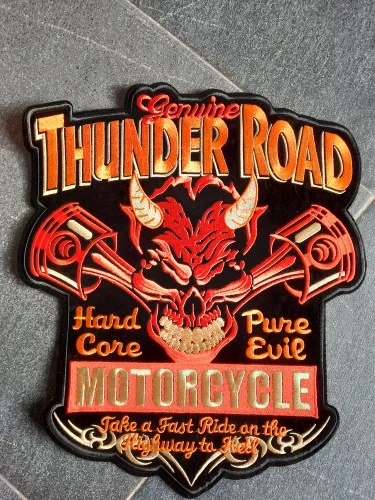 Genuine
THUNDER ROAD
Hard Pure
Core Evil
MOTORCYCLE
Take a Fast Ride on the
Highway to Hell